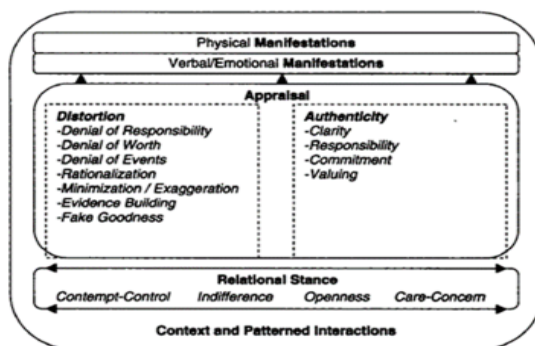 Physical Manifestations
Verbal/Emotional Manifestations
Appraisal
Distortion
-Denial of Responsibility
-Denial of Worth
-Denial of Events
-Rationalization
-Minimization / Exaggeration
-Evidence Building
-Fake Goodness
Authenticity
-Clarity
-Responsibility
-Commitment
-Valuing
Relational Stance
Contempt-Control Indifference Openness Care-Concern
Context and Patterned Interactions